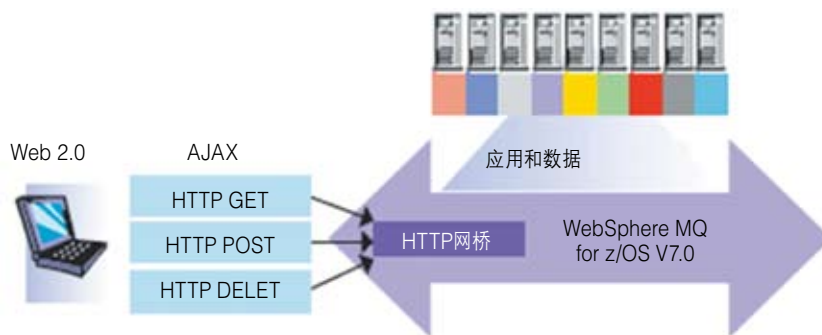 应用和数据
Web 2.0
AJAX
HTTP GET
HTTP POST
HTTP DELET
HTTP网桥
WebSphere MQ
for z/OS V7.0